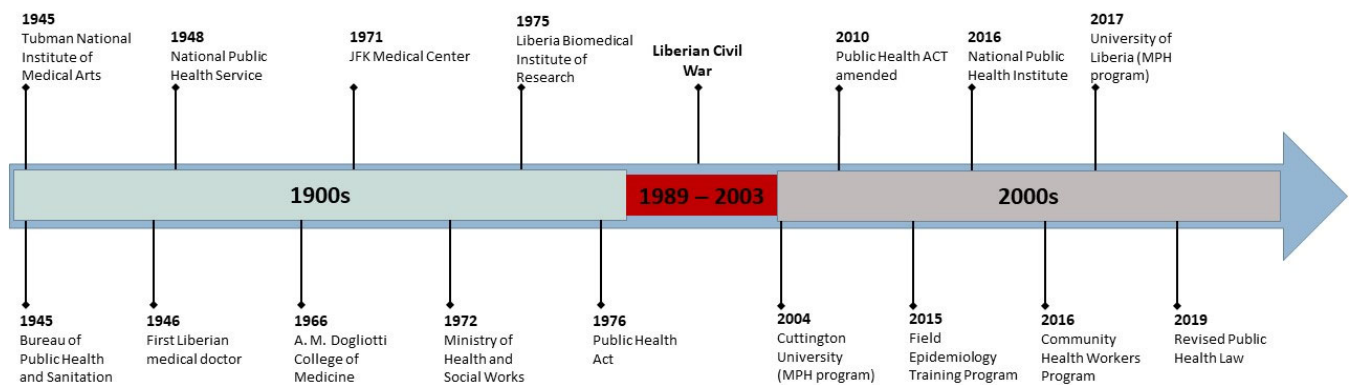 1945
Tubman National
Institute of
Medical Arts
1948
National Public
Health Service
1971
JFK Medical Center
1975
Liberia Biomedical
Institute of
Research
Liberian Civil
War
2010
Public Health ACT
amended
2016
National Public
Health Institute
2017
University of
Liberia (MPH
program)
1900s
1989 – 2003
2000s
1945
Bureau of
Public Health
and Sanitation
1946
First Liberian
medical doctor
1966
A. M. Dogliotti
College of
Medicine
1972
Ministry of
Health and
Social Works
1976
Public Health
Act
2004
Cuttington
University
(MPH program)
2015
Field
Epidemiology
Training Program
2016
Community
Health Workers
Program
2019
Revised Public
Health Law